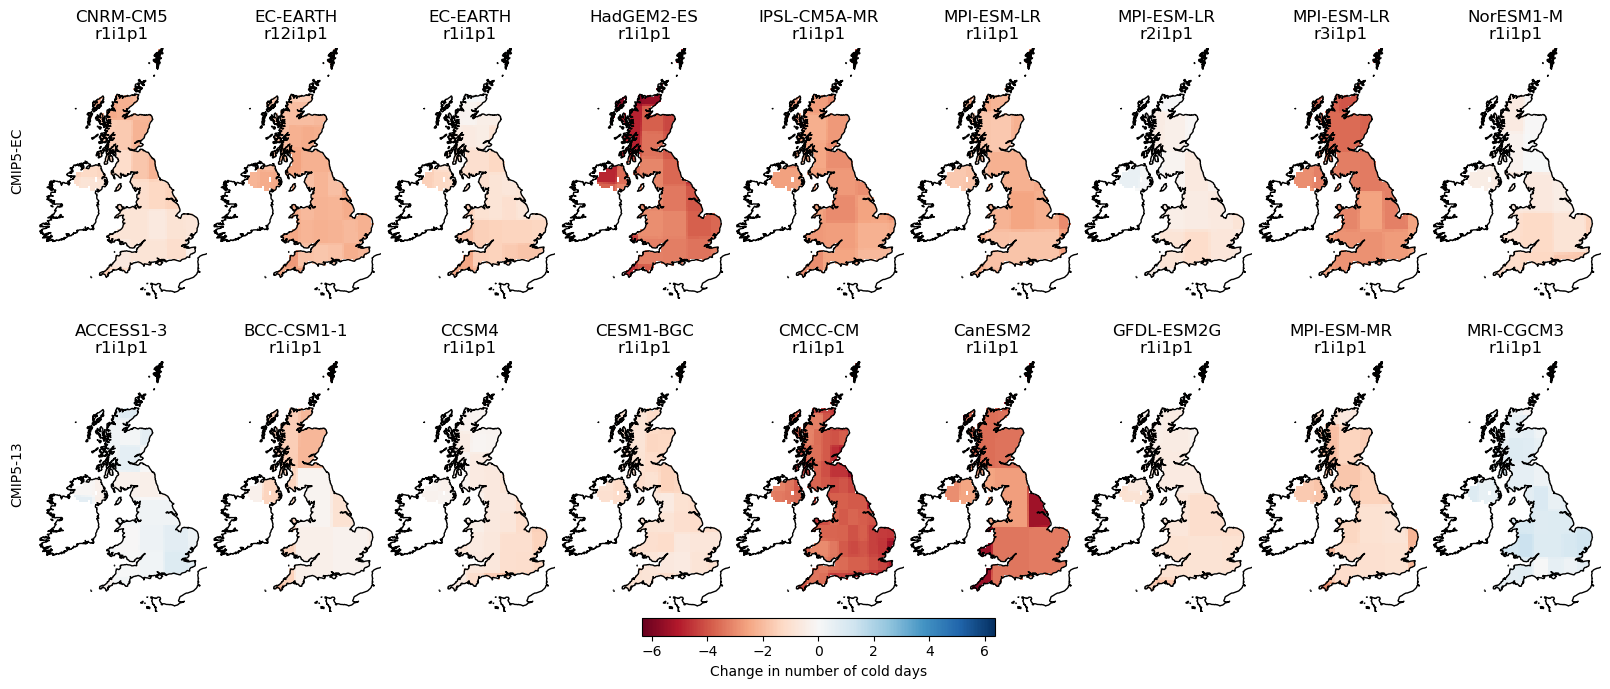 CNRM-CM5 EC-EARTH EC-EARTH HadGEM2-ES IPSL-CM5A-MR MPI-ESM-LR MPI-ESM-LR MPI-ESM-LR NorESM1-M
r1i1p1 r12i1p1 r1i1p1 r1i1p1 r1i1p1 r1i1p1 r2i1p1 r3i1p1 r1i1p1
CMIP5-EC
ACCESS1-3 BCC-CSM1-1 CCSM4 CESM1-BGC CMCC-CM CanESM2 GFDL-ESM2G MPI-ESM-MR MRI-CGCM3
r1i1p1 r1i1p1 r1i1p1 r1i1p1 r1i1p1 r1i1p1 r1i1p1 r1i1p1 r1i1p1
CMIP5-13
−6 −4 −2 0 2 4 6
Change in number of cold days